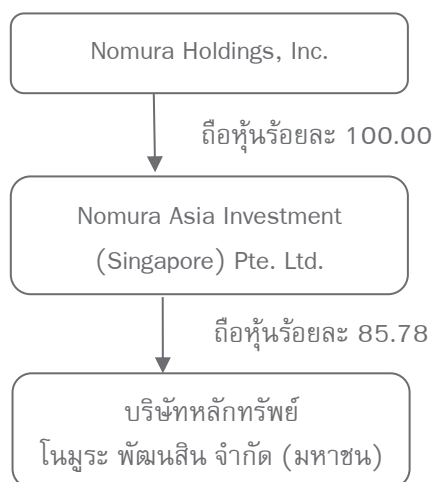 Nomura Holdings, Inc.
ถือหุ้นร้อยละ 100.00
Nomura Asia Investment
(Singapore) Pte. Ltd.
ถือหุ้นร้อยละ 85.78
บริษัทหลักทรัพย์
โนมูระ พัฒนสิน จำกัด (มหาชน)